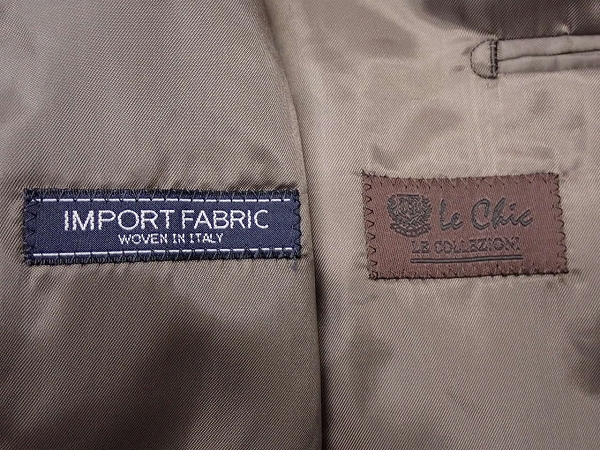 IMPORT FABRIC
WOVEN IN ITALY
Le Chic
LE COLLEZIONI